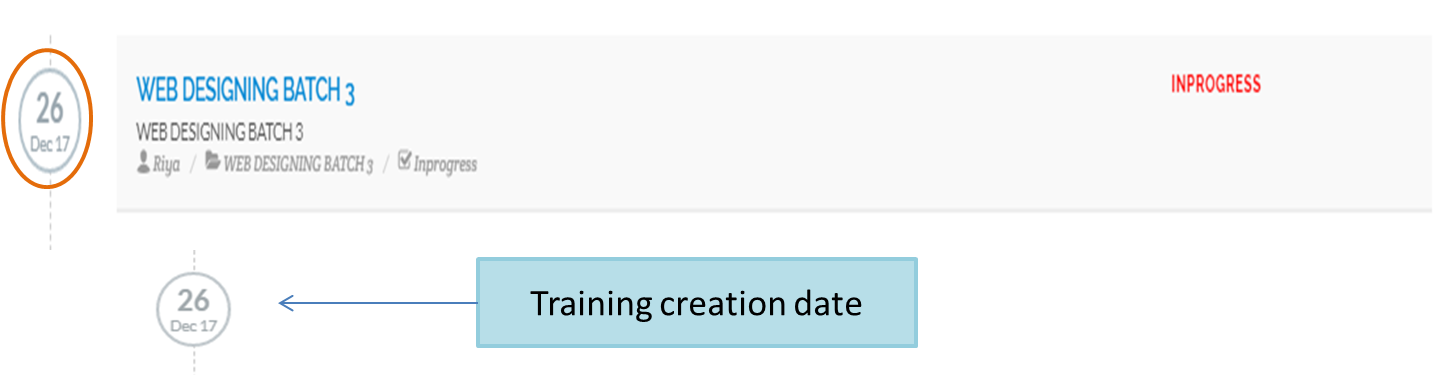 26
Dec 17
WEB DESIGNING BATCH 3
INPROGRESS
WEB DESIGNING BATCH 3
Riya / WEB DESIGNING BATCH 3 / Inprogress
26
Dec 17
Training creation date